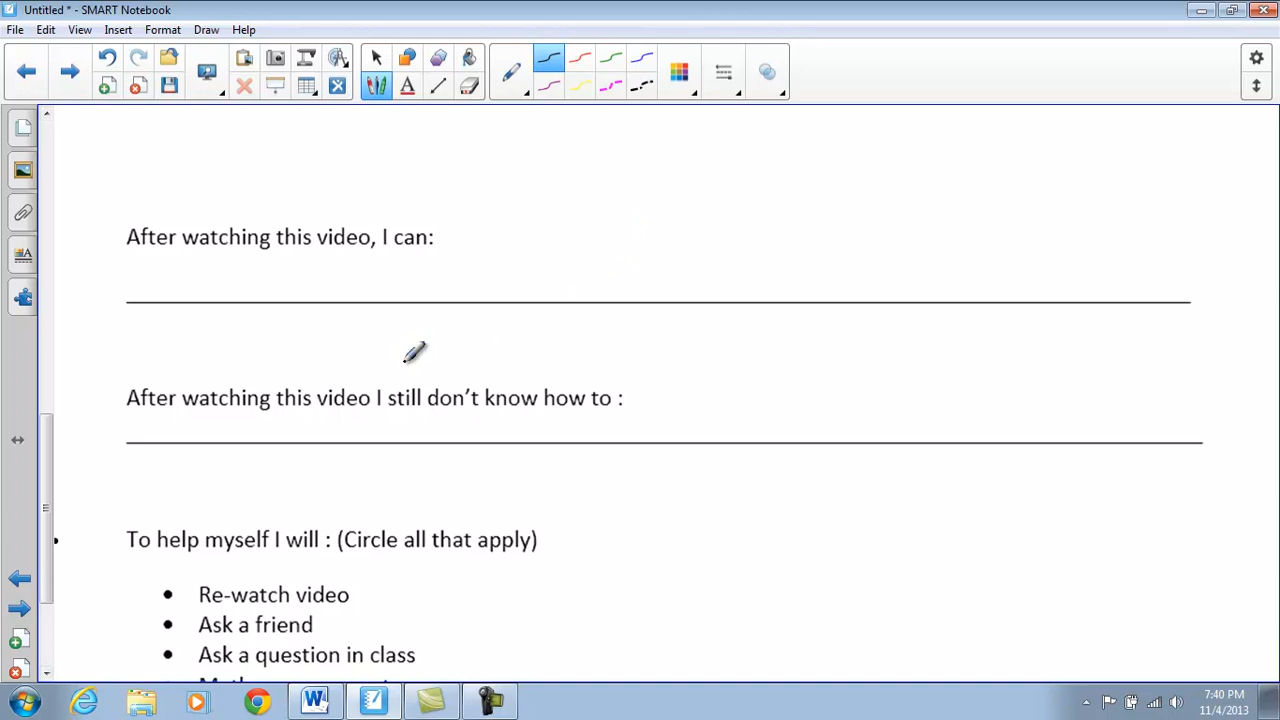 Untitled * - SMART Notebook
File Edit View Insert Format Draw Help
After watching this video, I can:
After watching this video I still don't know how to :
To help myself I will : (Circle all that apply)
• Re-watch video
• Ask a friend
• Ask a question in class
7:40 PM
11/4/2013